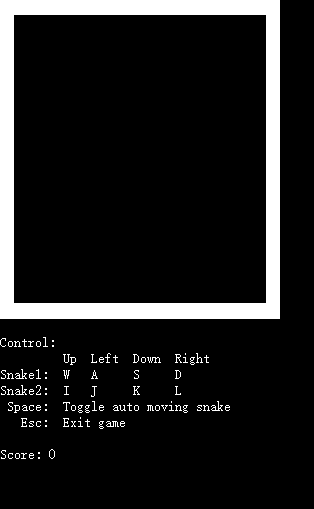 Control:
Up Left Down Right
Snake1: W A S D
Snake2: I J K L
Space: Toggle auto moving snake
Esc: Exit game
Score: 0